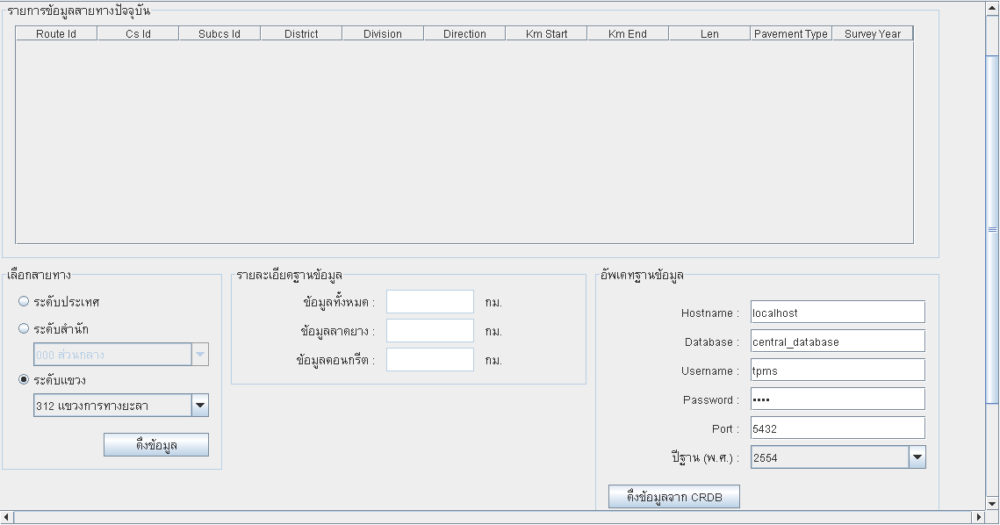 รายการข้อมูลสายทางปัจจุบัน
Route Id Cs Id Subcs Id District Division Direction Km Start Km End Len Pavement Type Survey Year
เลือกสายทาง
ระดับประเทศ
ระดับสำนัก
000 ส่วนกลาง
ระดับแขวง
312 แขวงการทางยะลา
ดึงข้อมูล
รายละเอียดฐานข้อมูล
ข้อมูลทั้งหมด : กม.
ข้อมูลลาดยาง : กม.
ข้อมูลคอนกรีต : กม.
อัพเดทฐานข้อมูล
Hostname : localhost
Database : central_database
Username : tpms
Password : ••••
Port : 5432
ปีฐาน (พ.ศ.) : 2554
ดึงข้อมูลจาก CRDB